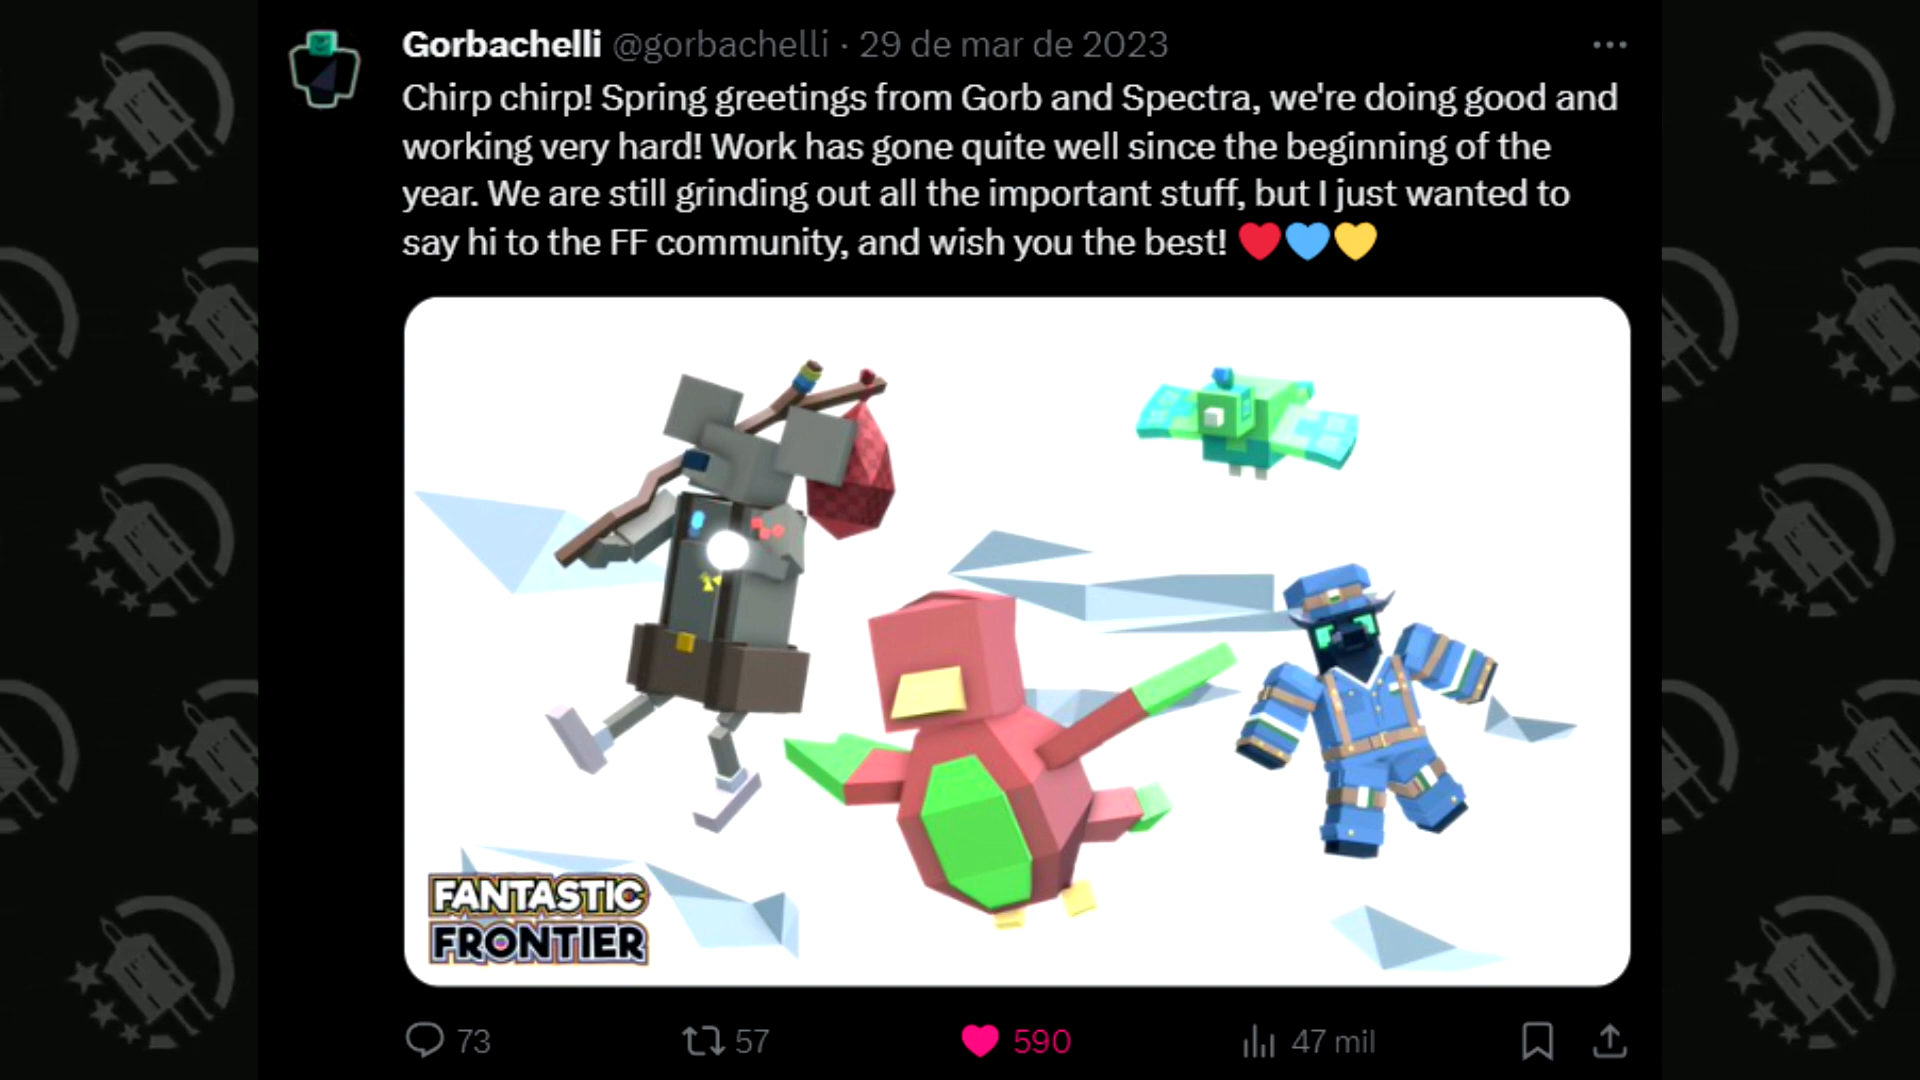 Gorbachelli @gorbachelli · 29 de mar de 2023
Chirp chirp! Spring greetings from Gorb and Spectra, we're doing good and
working very hard! Work has gone quite well since the beginning of the
year. We are still grinding out all the important stuff, but I just wanted to
say hi to the FF community, and wish you the best! ❤️💙💛
FANTASTIC
FRONTIER
73 57 590 47 mil